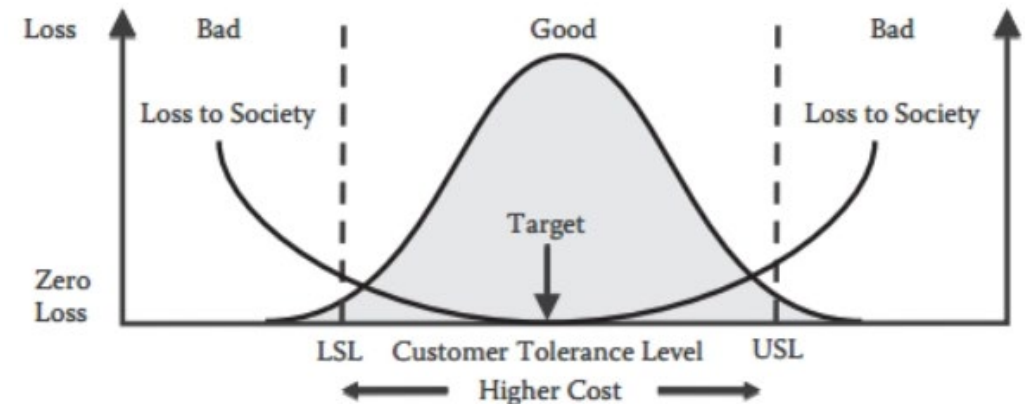 Loss Bad Good Bad
Loss to Society Loss to Society
Target
Zero
Loss
LSL Customer Tolerance Level USL
Higher Cost